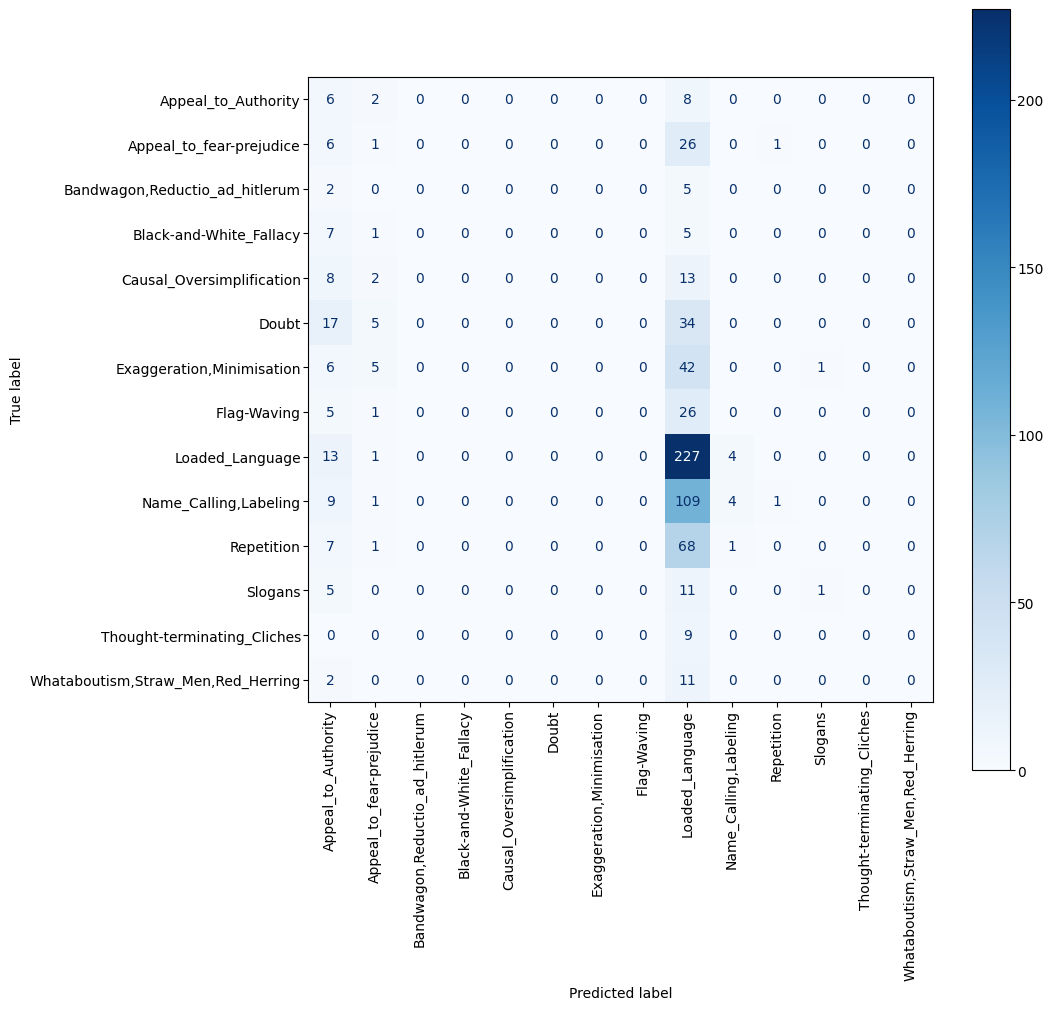 Appeal_to_Authority 6 2 0 0 0 0 0 0 8 0 0 0 0 0
Appeal_to_fear-prejudice 6 1 0 0 0 0 0 0 26 0 1 0 0 0
Bandwagon,Reductio_ad_hitlerum 2 0 0 0 0 0 0 0 5 0 0 0 0 0
Black-and-White_Fallacy 7 1 0 0 0 0 0 0 5 0 0 0 0 0
Causal_Oversimplification 8 2 0 0 0 0 0 0 13 0 0 0 0 0
Doubt 17 5 0 0 0 0 0 0 34 0 0 0 0 0
Exaggeration,Minimisation 6 5 0 0 0 0 0 0 42 0 0 1 0 0
Flag-Waving 5 1 0 0 0 0 0 0 26 0 0 0 0 0
Loaded_Language 13 1 0 0 0 0 0 0 227 4 0 0 0 0
Name_Calling,Labeling 9 1 0 0 0 0 0 0 109 4 1 0 0 0
Repetition 7 1 0 0 0 0 0 0 68 1 0 0 0 0
Slogans 5 0 0 0 0 0 0 0 11 0 0 1 0 0
Thought-terminating_Cliches 0 0 0 0 0 0 0 0 9 0 0 0 0 0
Whataboutism,Straw_Men,Red_Herring 2 0 0 0 0 0 0 0 11 0 0 0 0 0
True label
Appeal_to_Authority
Appeal_to_fear-prejudice
Bandwagon,Reductio_ad_hitlerum
Black-and-White_Fallacy
Causal_Oversimplification
Doubt
Exaggeration,Minimisation
Flag-Waving
Loaded_Language
Name_Calling,Labeling
Repetition
Slogans
Thought-terminating_Cliches
Whataboutism,Straw_Men,Red_Herring
Predicted label
200
150
100
50
0